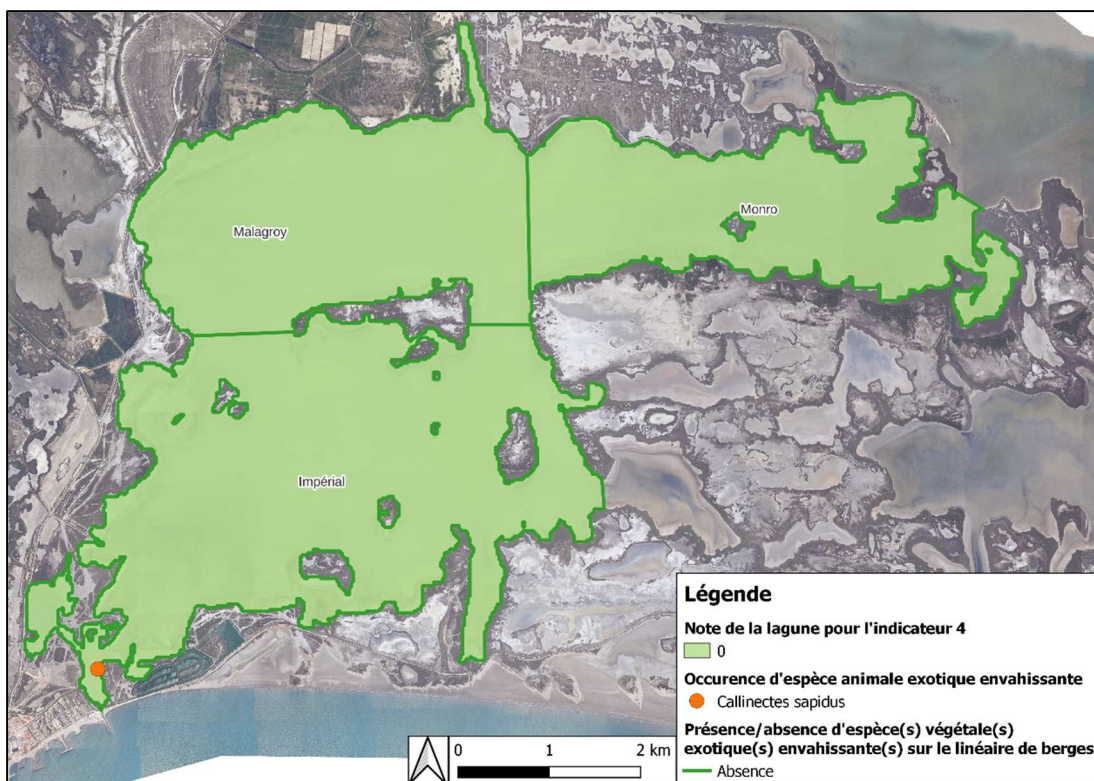 Malagroy
Monro
Impérial
Légende
Note de la lagune pour l'indicateur 4
0
Occurence d'espèce animale exotique envahissante
Callinectes sapidus
Présence/absence d'espèce(s) végétale(s)
exotique(s) envahissante(s) sur le linéaire de berges
Absence
0 1 2 km